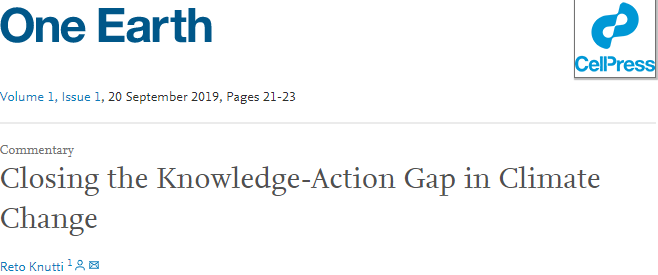 One Earth
CellPress
Volume 1, Issue 1, 20 September 2019, Pages 21-23
Commentary
Closing the Knowledge-Action Gap in Climate
Change
Reto Knutti 1